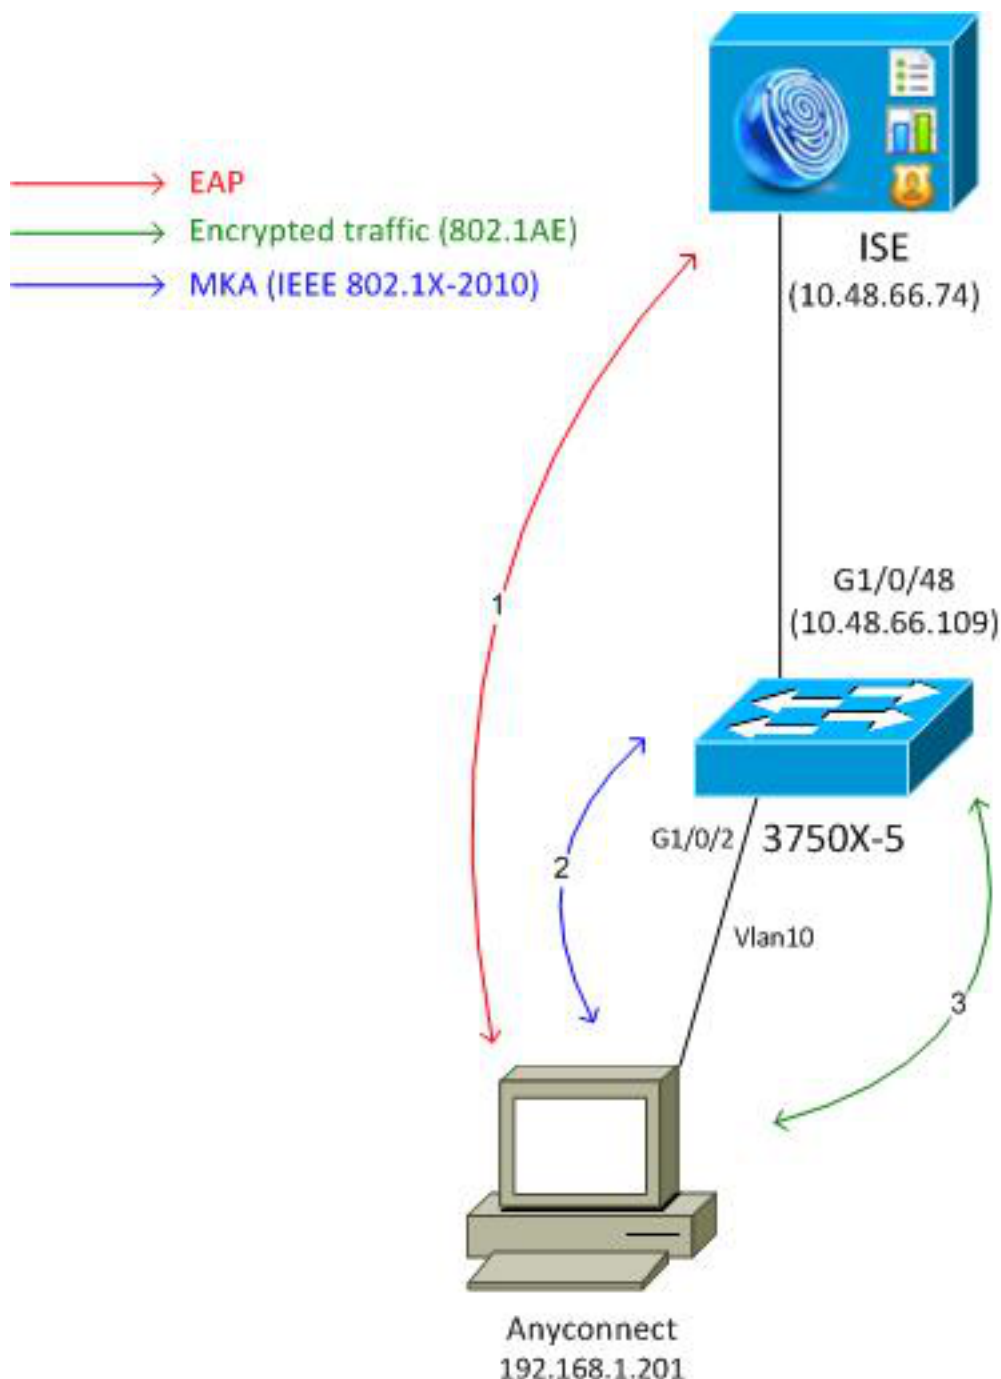 EAP
Encrypted traffic (802.1AE)
MKA (IEEE 802.1X-2010)
ISE
(10.48.66.74)
1
G1/0/48
(10.48.66.109)
2
G1/0/2
3750X-5
Vlan10
3
Anyconnect
192.168.1.201